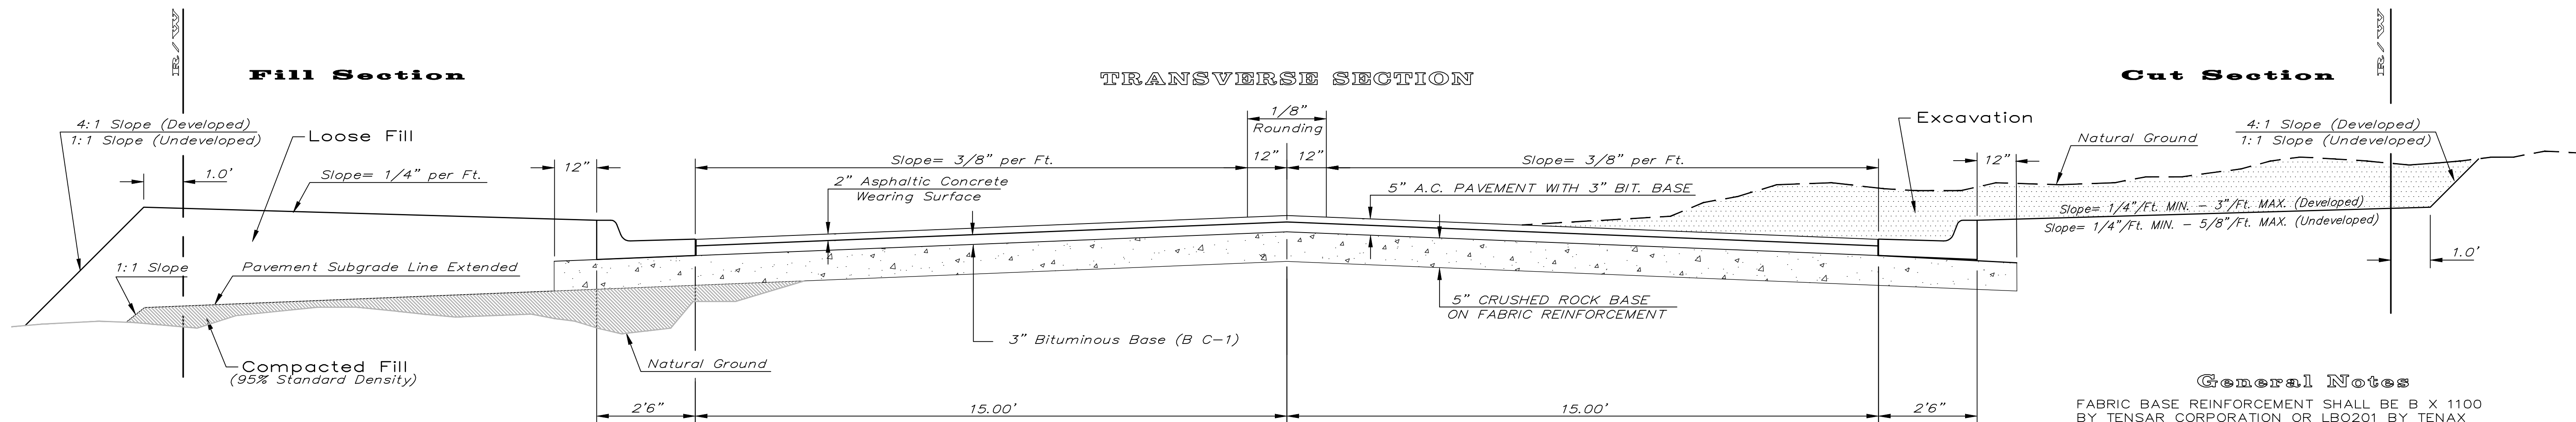 R/W
R/W
Fill Section
TRANSVERSE SECTION
Cut Section
1/8"
Rounding
4:1 Slope (Developed)
1:1 Slope (Undeveloped)
Loose Fill
Excavation
Natural Ground
4:1 Slope (Developed)
1:1 Slope (Undeveloped)
12"
Slope= 3/8" per Ft.
12"
12"
Slope= 3/8" per Ft.
12"
1.0'
Slope= 1/4" per Ft.
2" Asphaltic Concrete
Wearing Surface
5" A.C. PAVEMENT WITH 3" BIT. BASE
Slope= 1/4"/Ft. MIN. - 3"/Ft. MAX. (Developed)
Slope= 1/4"/Ft. MIN. - 5/8"/Ft. MAX. (Undeveloped)
1.0'
1:1 Slope
Pavement Subgrade Line Extended
5" CRUSHED ROCK BASE
ON FABRIC REINFORCEMENT
3" Bituminous Base (B C-1)
Compacted Fill
(95% Standard Density)
Natural Ground
2'6"
15.00'
15.00'
2'6"
General Notes
FABRIC BASE REINFORCEMENT SHALL BE B X 1100
BY TENSAR CORPORATION OR LBO201 BY TENAX